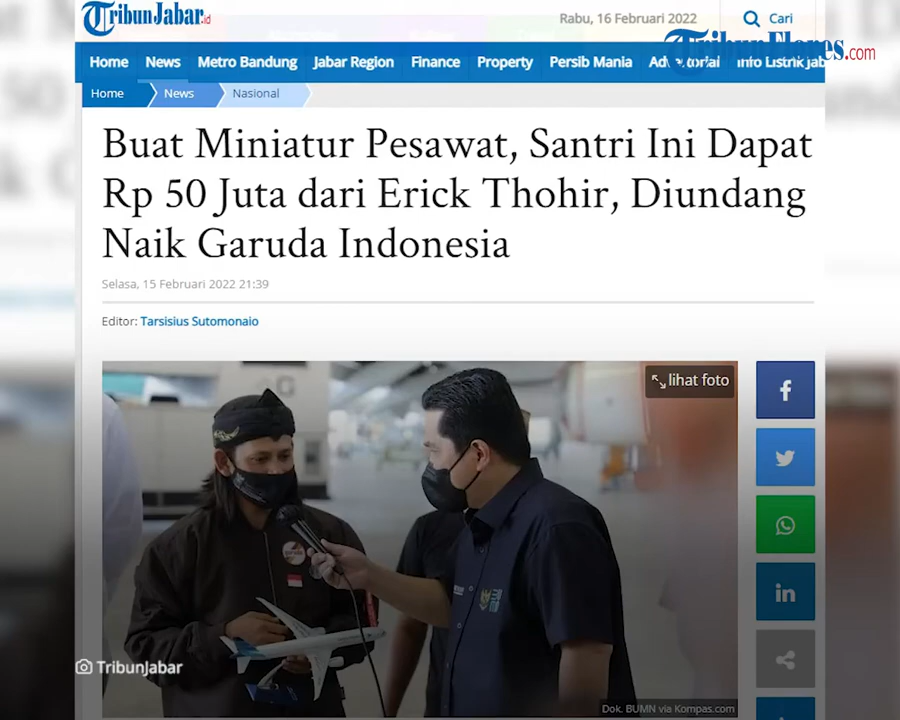 TribunJabar.id
Rabu, 16 Februari 2022
Cari
TribunFlores.com
Home News Metro Bandung Jabar Region Finance Property Persib Mania Advertorial Info Listrik Jab
Home News Nasional
Buat Miniatur Pesawat, Santri Ini Dapat
Rp 50 Juta dari Erick Thohir, Diundang
Naik Garuda Indonesia
Selasa, 15 Februari 2022 21:39
Editor: Tarsisius Sutomonaio
lihat foto
TribunJabar
Dok. BUMN via Kompas.com